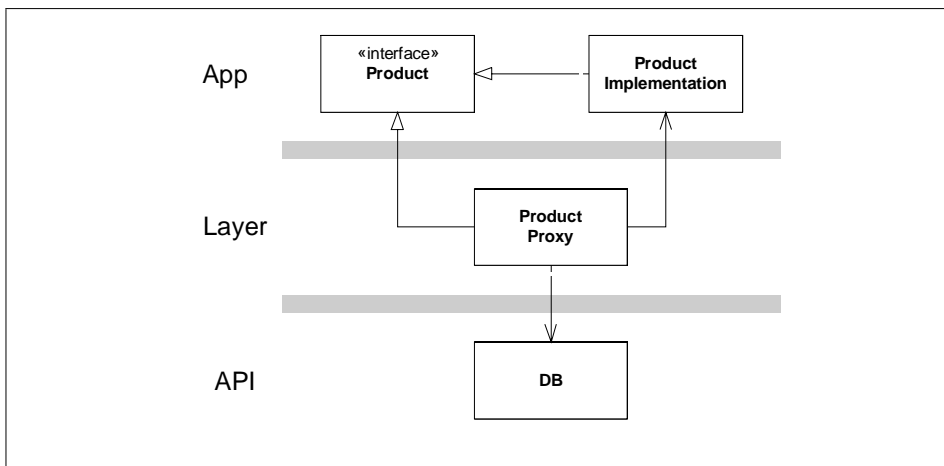 App
«interface»
Product
Product
Implementation
Layer
Product
Proxy
API
DB